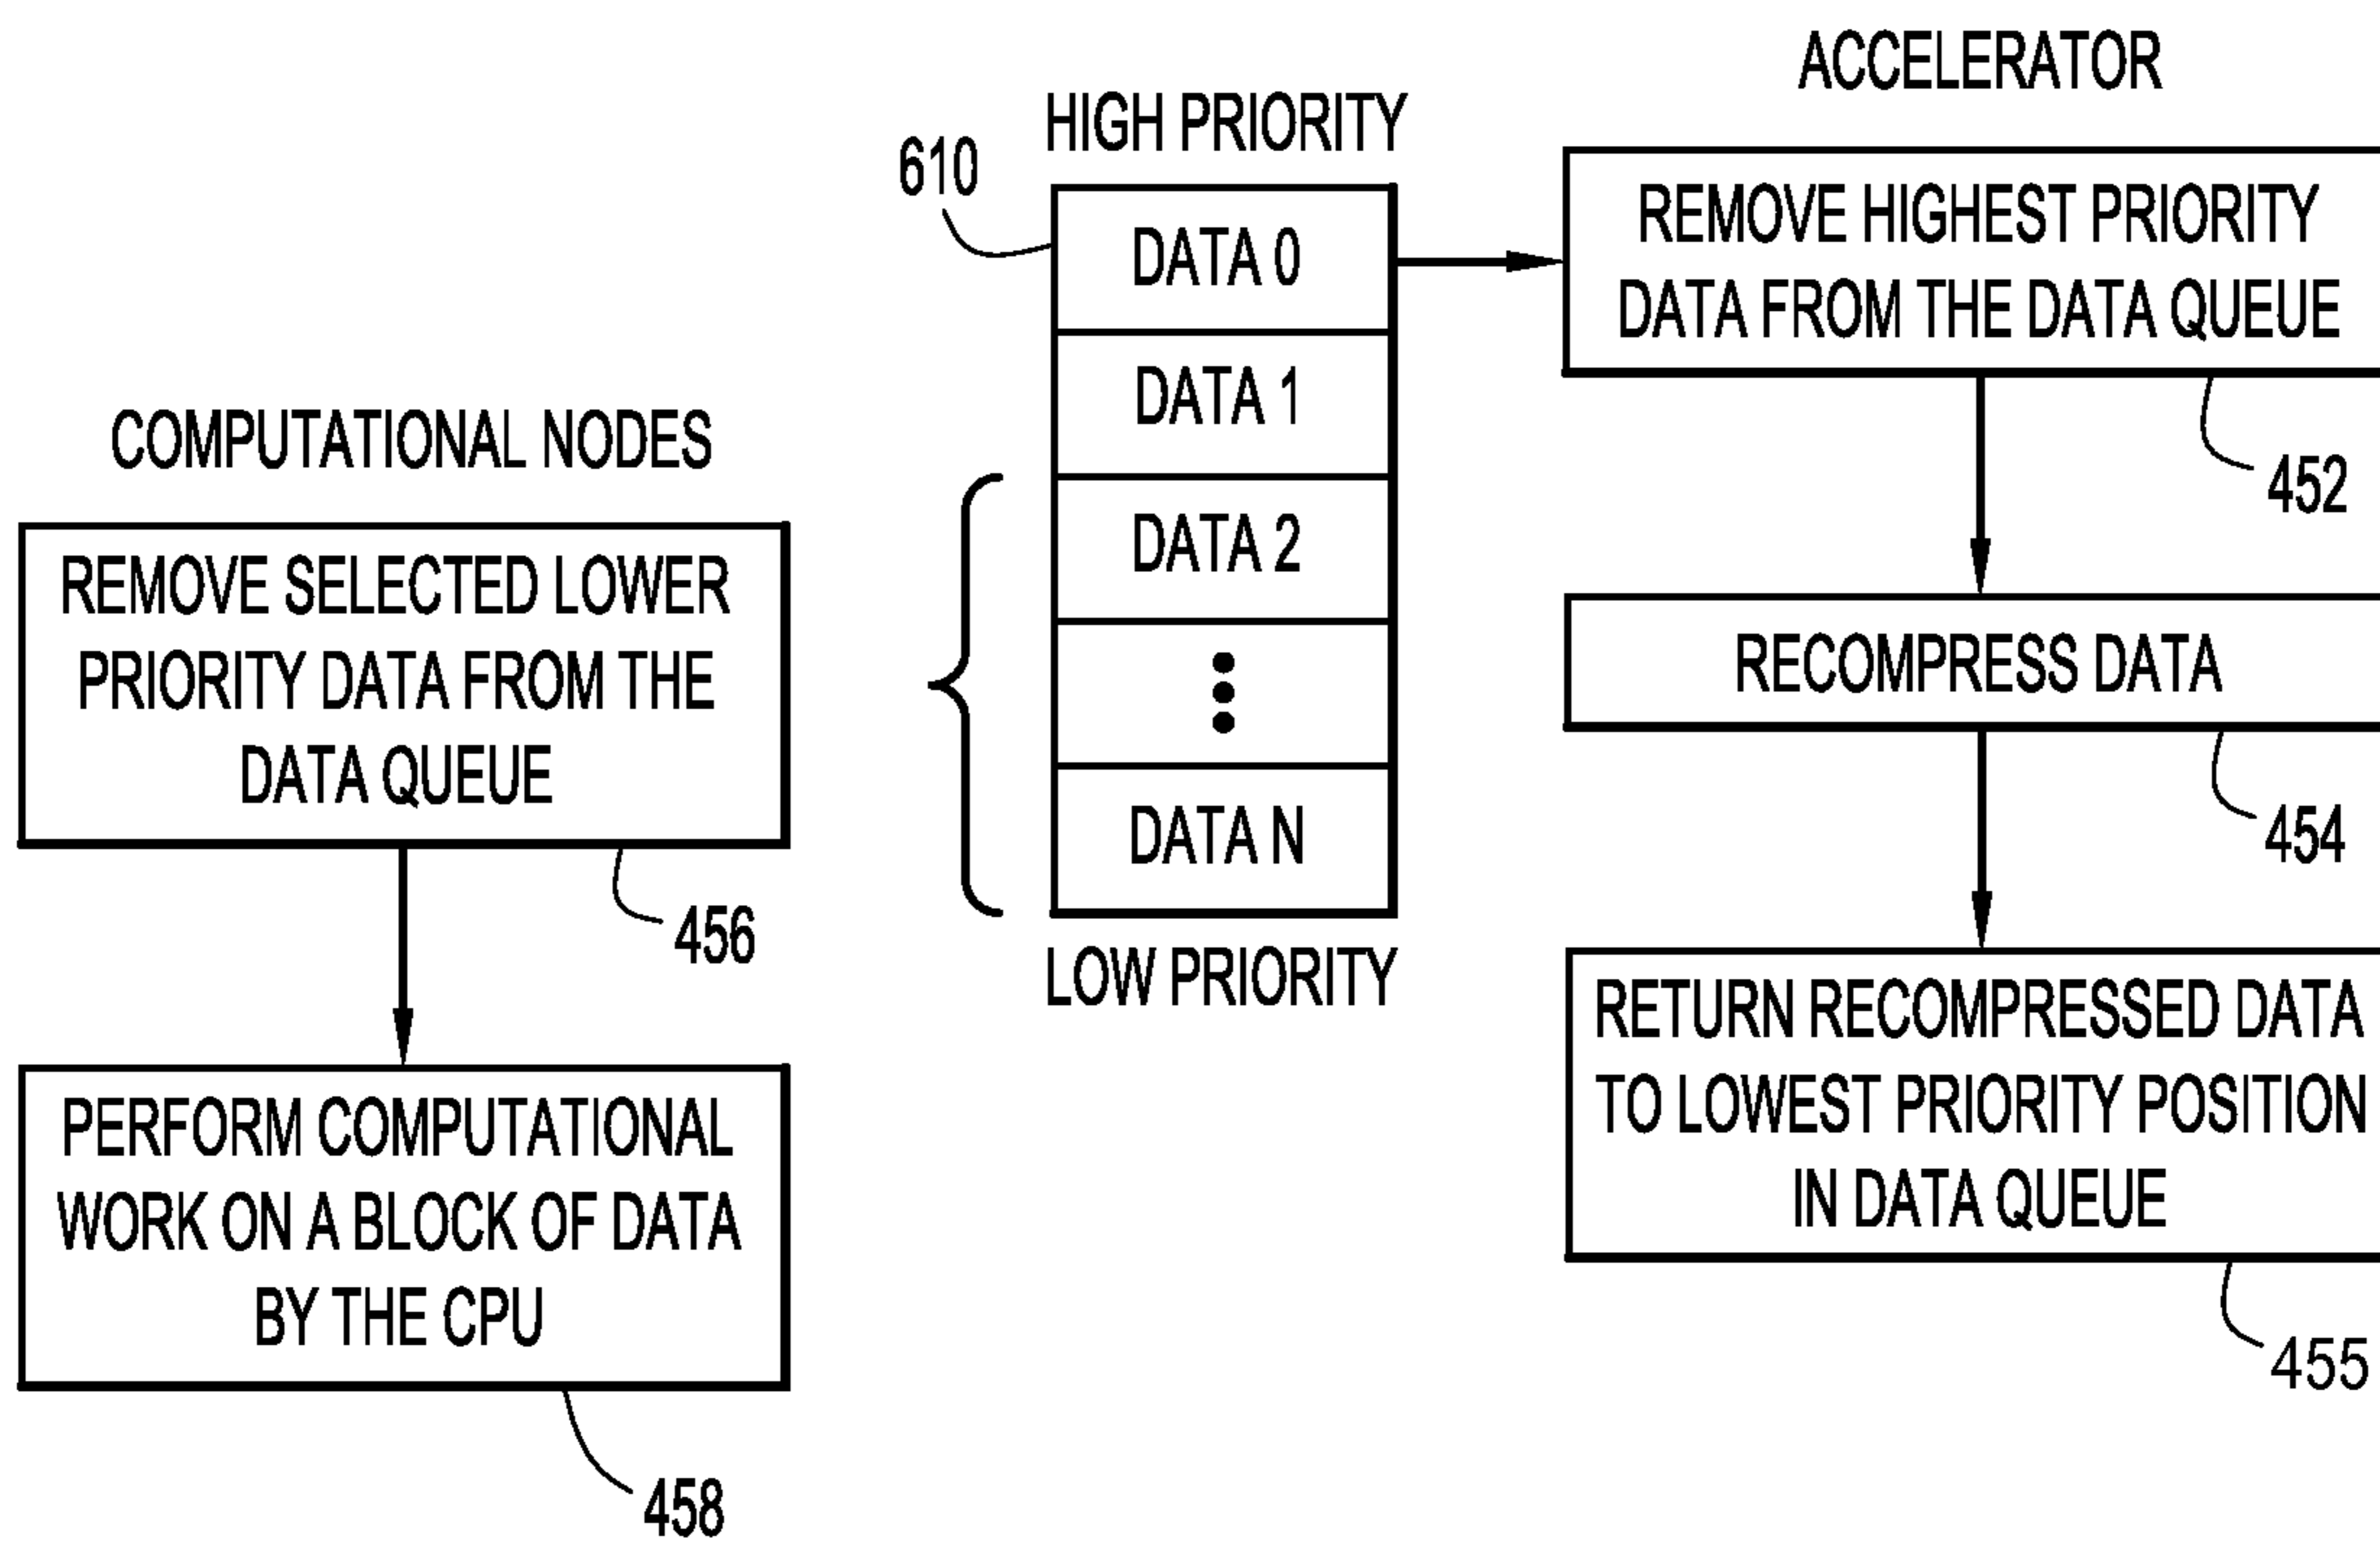 COMPUTATIONAL NODES
REMOVE SELECTED LOWER
PRIORITY DATA FROM THE
DATA QUEUE
456
PERFORM COMPUTATIONAL
WORK ON A BLOCK OF DATA
BY THE CPU
458
HIGH PRIORITY
610
DATA 0
DATA 1
DATA 2
DATA N
LOW PRIORITY
ACCELERATOR
REMOVE HIGHEST PRIORITY
DATA FROM THE DATA QUEUE
452
RECOMPRESS DATA
454
RETURN RECOMPRESSED DATA
TO LOWEST PRIORITY POSITION
IN DATA QUEUE
455